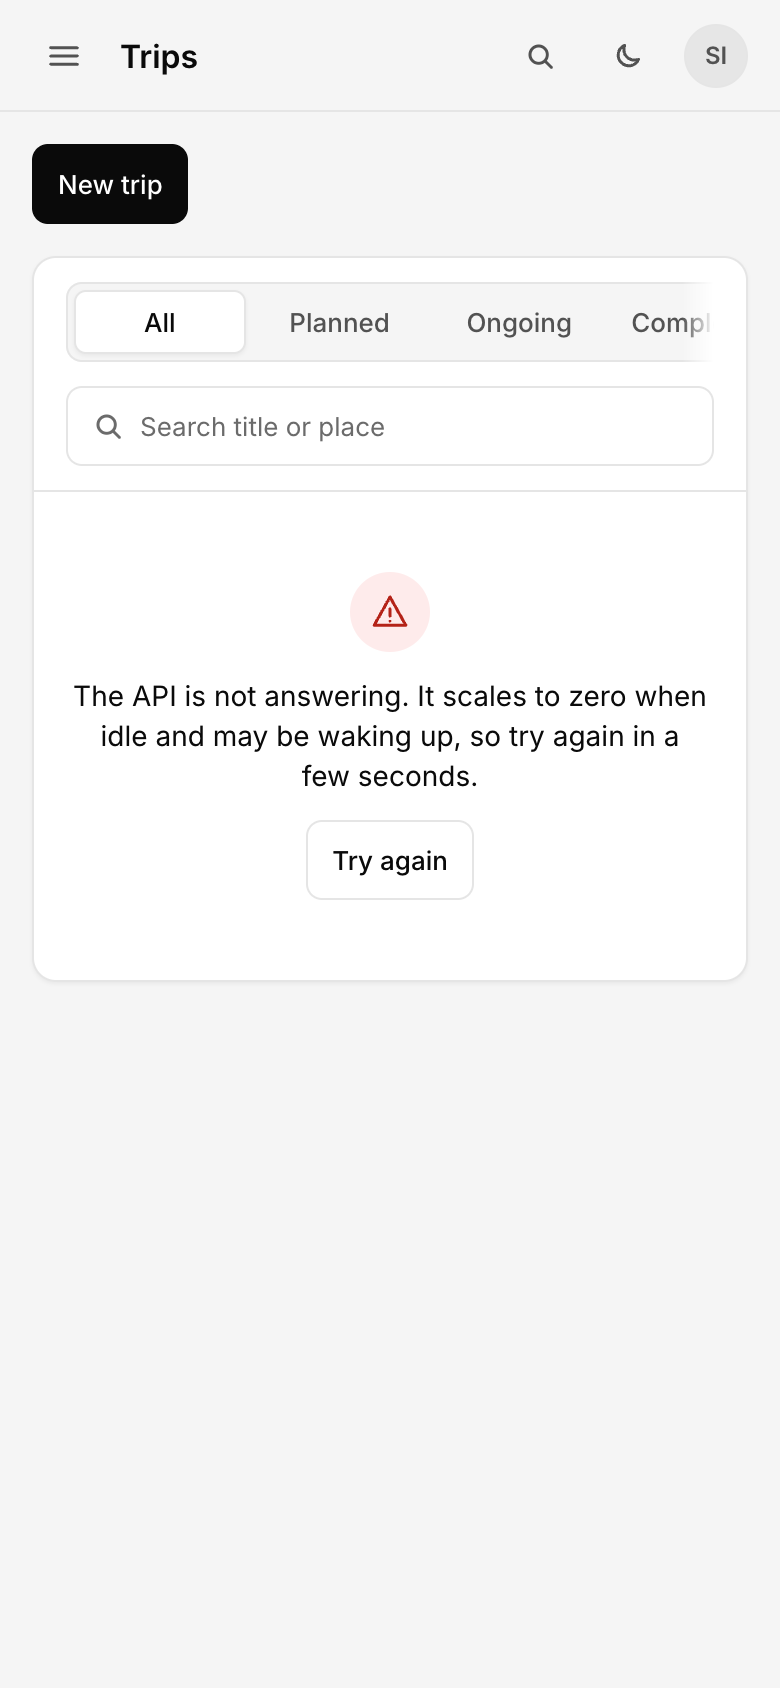 Trips
SI
New trip
All
Planned
Ongoing
Compl
Search title or place
The API is not answering. It scales to zero when
idle and may be waking up, so try again in a
few seconds.
Try again